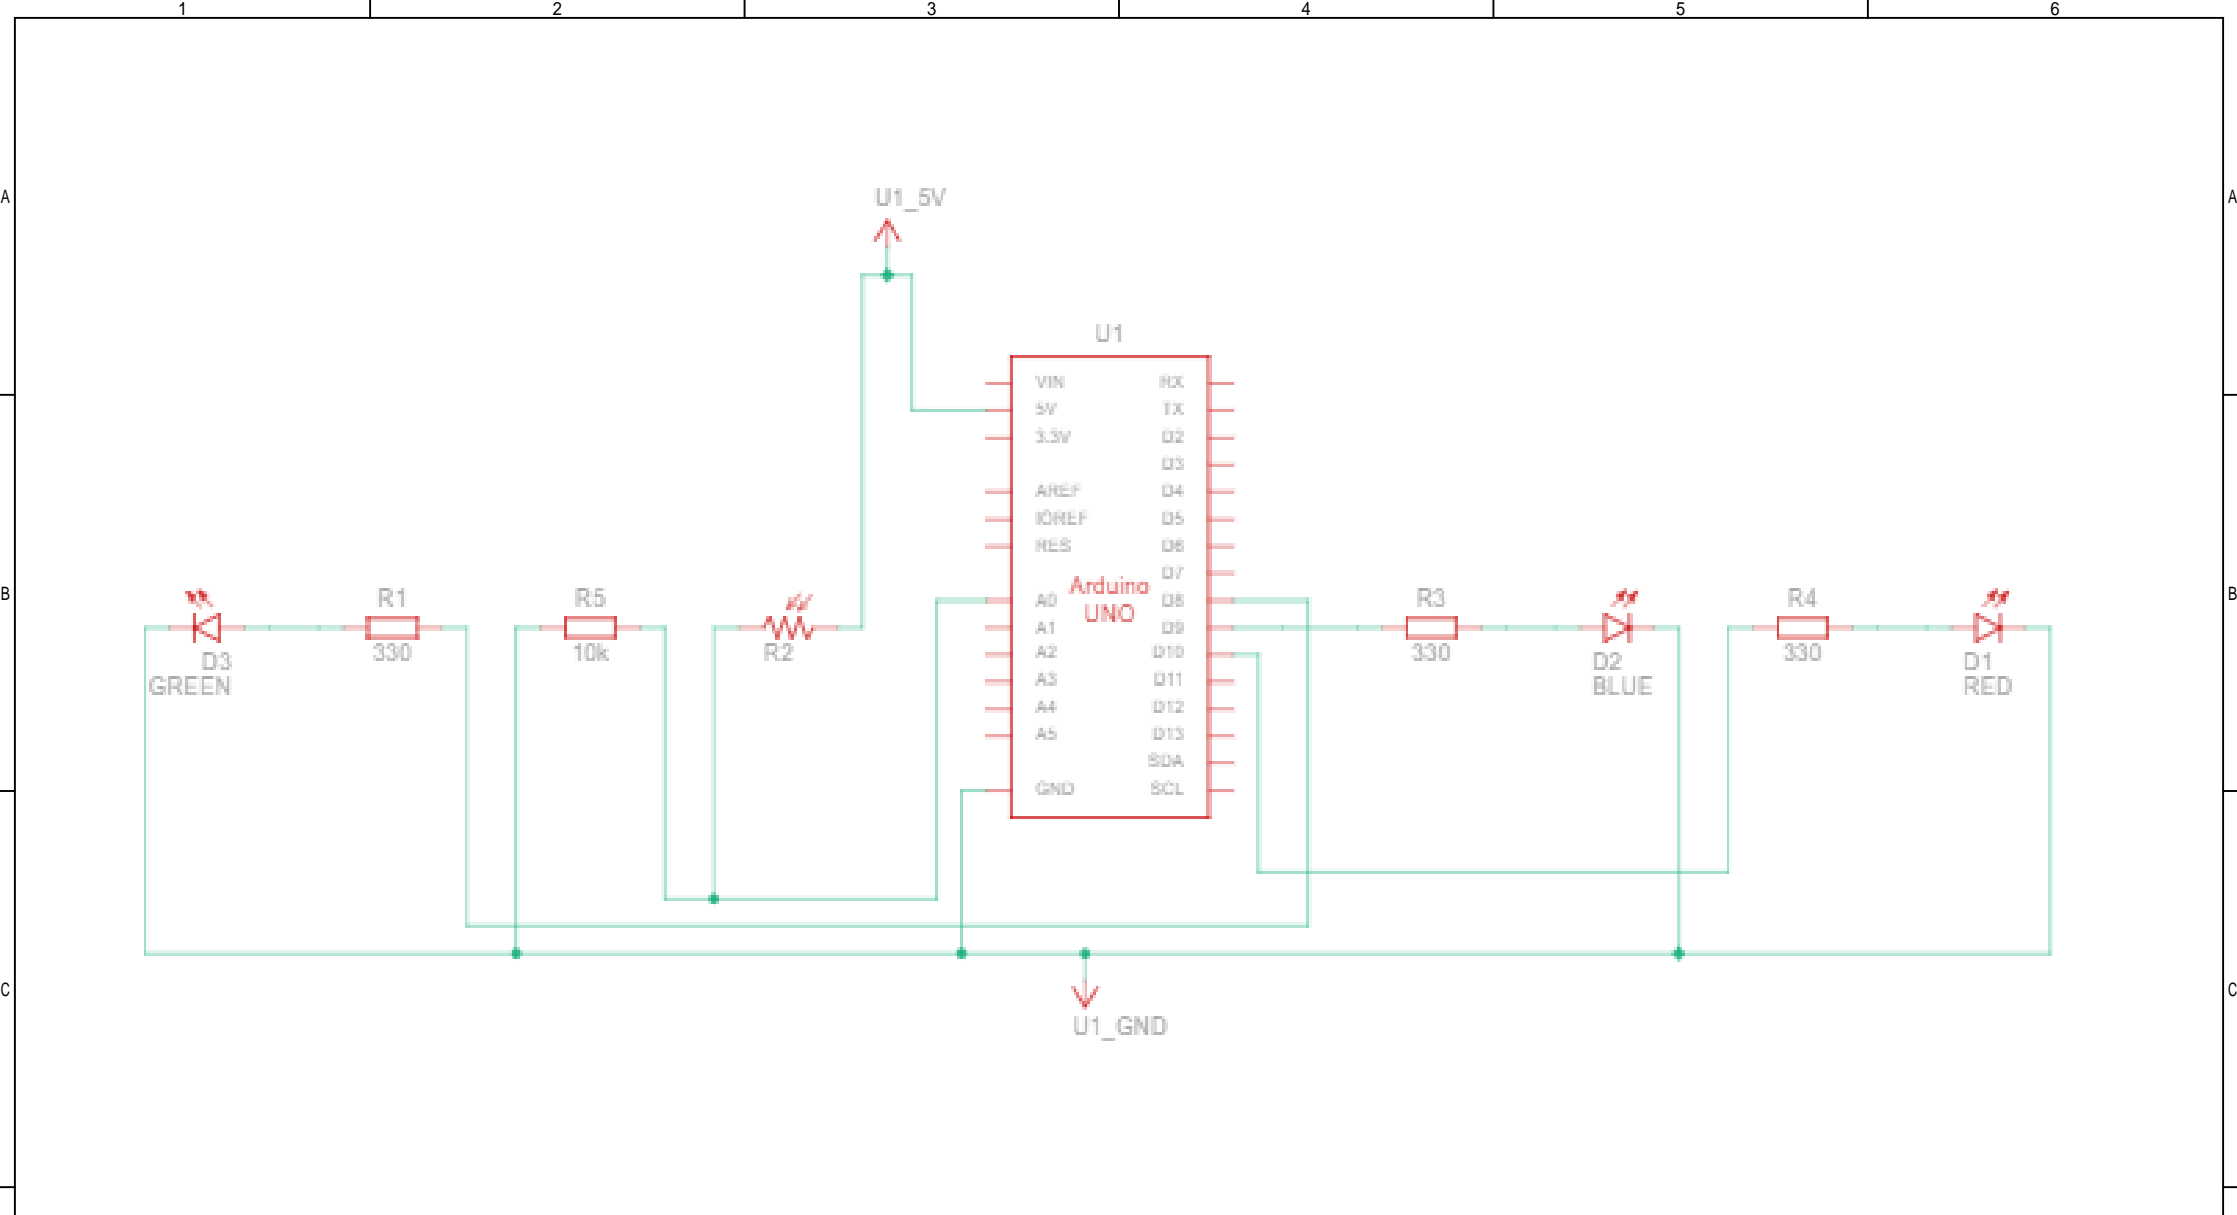 1 2 3 4 5 6
A A
U1_5V
U1
VIN RX
5V TX
3.3V D2
D3
AREF D4
IOREF D5
RES D6
D7
Arduino
UNO
A0 D8
A1 D9
A2 D10
A3 D11
A4 D12
A5 D13
SDA
GND SCL
B B
R1 R5 R3 R4
330 10k R2 330 330
D3 D2 D1
GREEN BLUE RED
C C
U1_GND